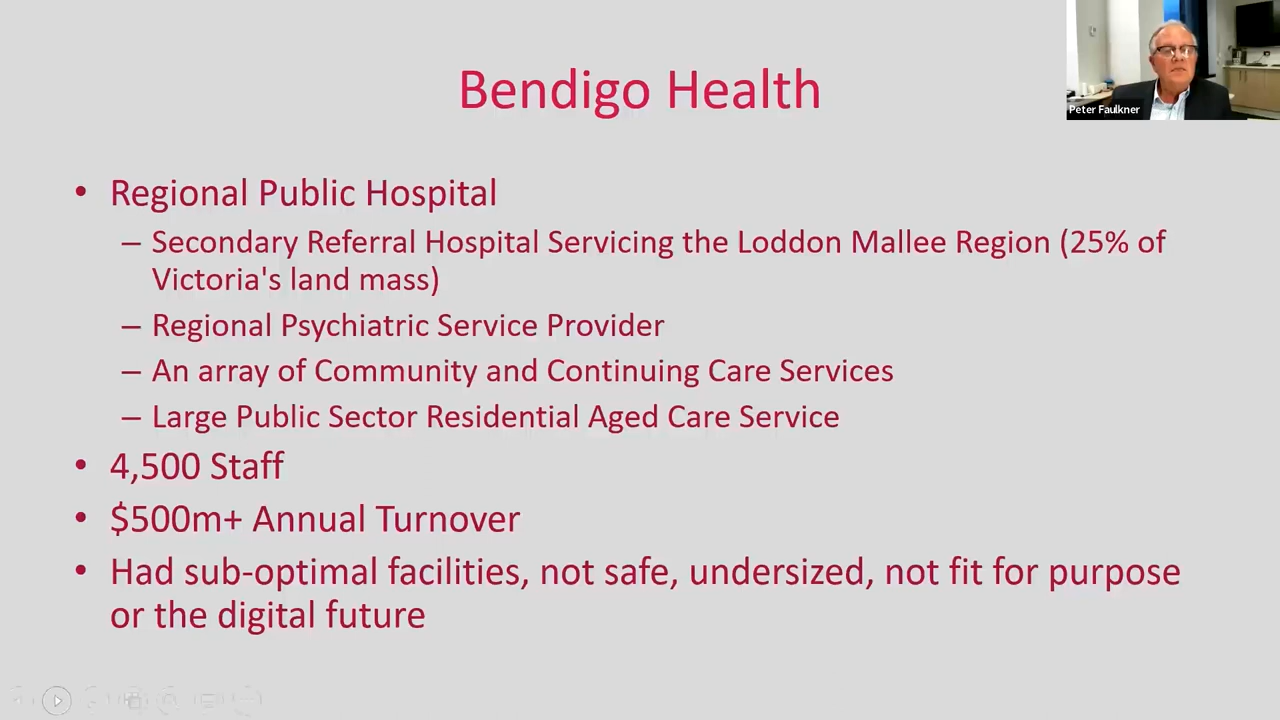 Bendigo Health
Peter Faulkner
• Regional Public Hospital
– Secondary Referral Hospital Servicing the Loddon Mallee Region (25% of
Victoria's land mass)
– Regional Psychiatric Service Provider
– An array of Community and Continuing Care Services
– Large Public Sector Residential Aged Care Service
• 4,500 Staff
• $500m+ Annual Turnover
• Had sub-optimal facilities, not safe, undersized, not fit for purpose
or the digital future